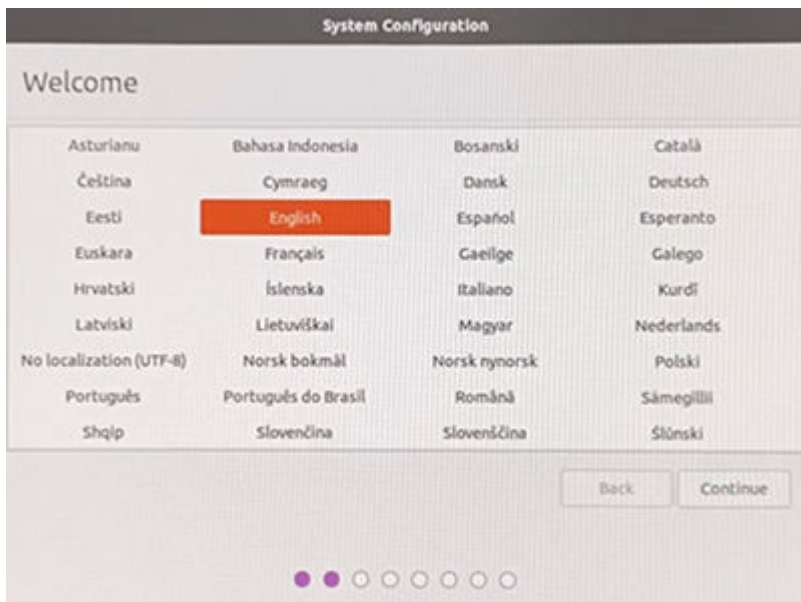 System Configuration
Welcome
Asturianu Bahasa Indonesia Bosanski Català
Čeština Cymraeg Dansk Deutsch
Eesti English Español Esperanto
Euskara Français Gaeilge Galego
Hrvatski Íslenska Italiano Kurdî
Latviski Lietuviškai Magyar Nederlands
No localization (UTF-8) Norsk bokmål Norsk nynorsk Polski
Português Português do Brasil Română Sámegillii
Shqip Slovenčina Slovenščina Ślůnski
Back Continue